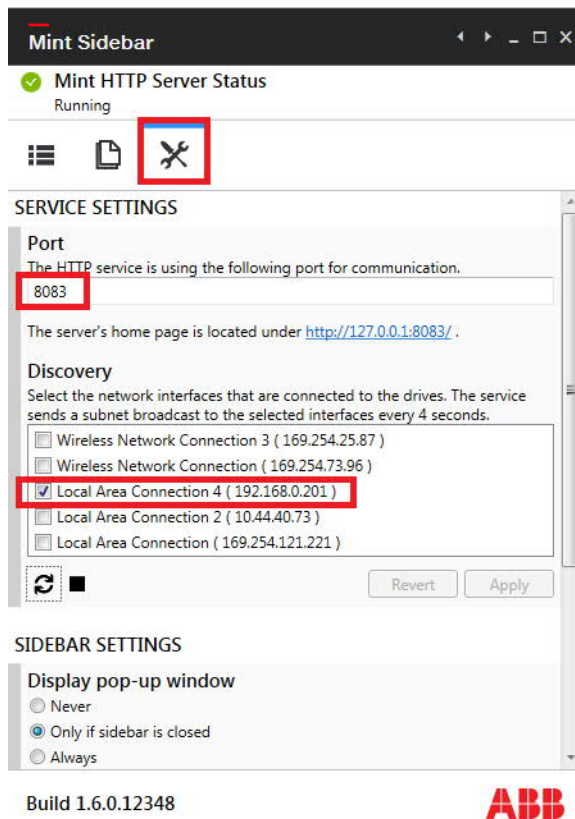 Mint Sidebar
Mint HTTP Server Status
Running
SERVICE SETTINGS
Port
The HTTP service is using the following port for communication.
8083
The server's home page is located under http://127.0.0.1:8083/ .
Discovery
Select the network interfaces that are connected to the drives. The service
sends a subnet broadcast to the selected interfaces every 4 seconds.
Wireless Network Connection 3 ( 169.254.25.87 )
Wireless Network Connection ( 169.254.73.96 )
Local Area Connection 4 ( 192.168.0.201 )
Local Area Connection 2 ( 10.44.40.73 )
Local Area Connection ( 169.254.121.221 )
Revert Apply
SIDEBAR SETTINGS
Display pop-up window
Never
Only if sidebar is closed
Always
Build 1.6.0.12348
ABB